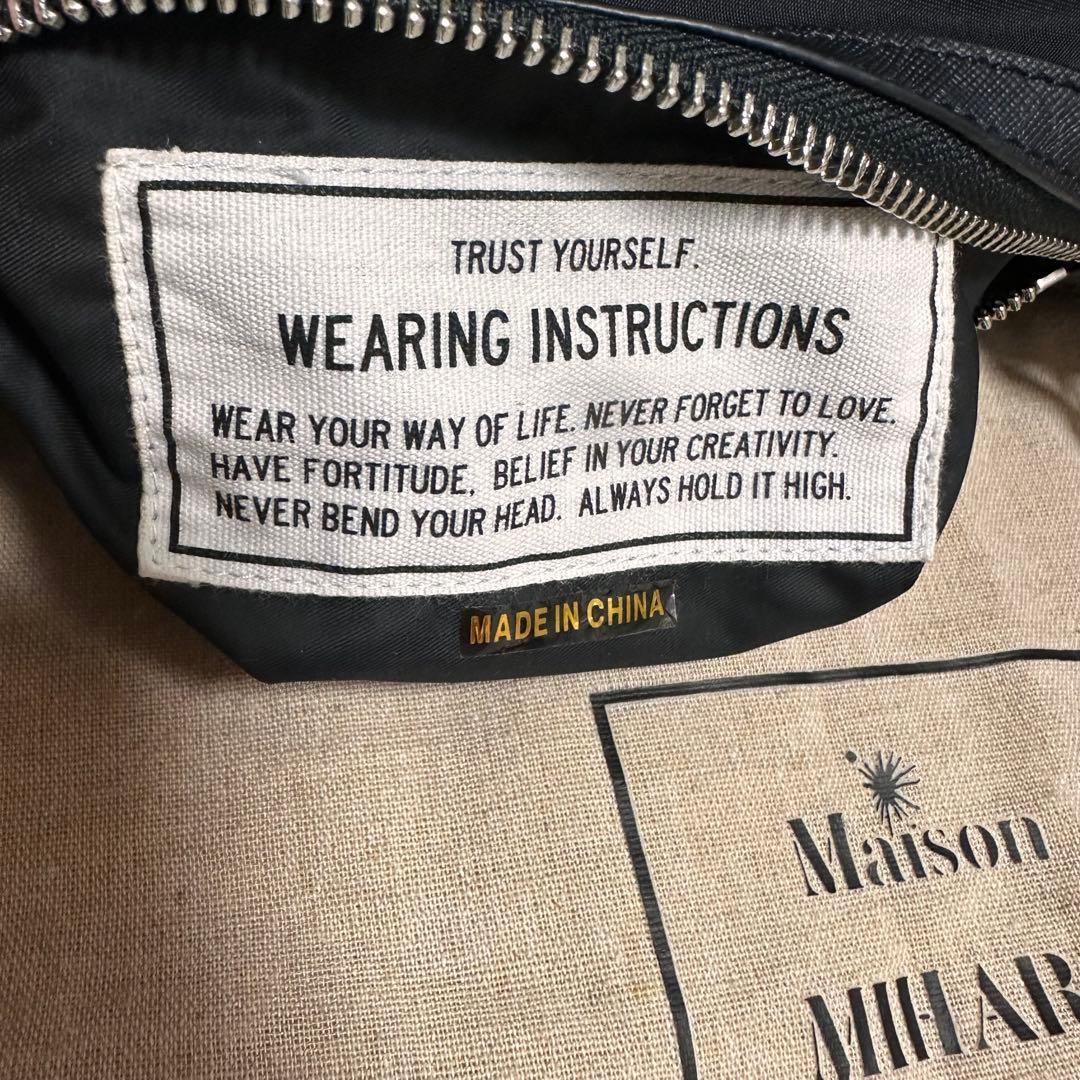 TRUST YOURSELF.
WEARING INSTRUCTIONS
WEAR YOUR WAY OF LIFE. NEVER FORGET TO LOVE.
HAVE FORTITUDE, BELIEF IN YOUR CREATIVITY.
NEVER BEND YOUR HEAD. ALWAYS HOLD IT HIGH.
MADE IN CHINA
Maison
MIHAR